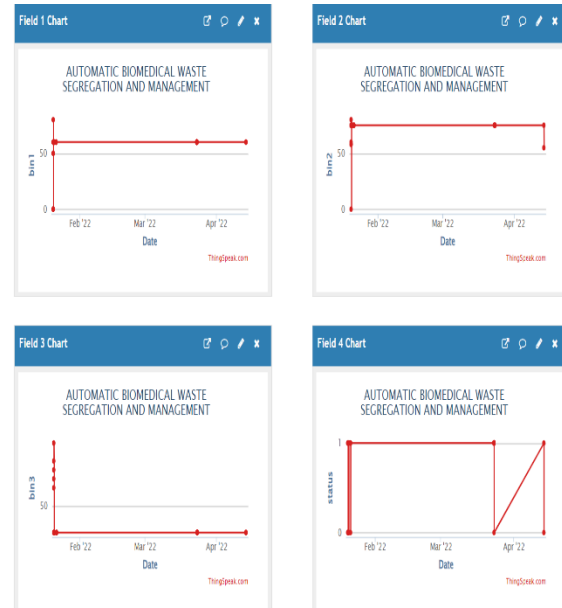 Field 1 Chart
AUTOMATIC BIOMEDICAL WASTE
SEGREGATION AND MANAGEMENT
bin1
50
0
Feb '22 Mar '22 Apr '22
Date
ThingSpeak.com
Field 2 Chart
AUTOMATIC BIOMEDICAL WASTE
SEGREGATION AND MANAGEMENT
bin2
50
0
Feb '22 Mar '22 Apr '22
Date
ThingSpeak.com
Field 3 Chart
AUTOMATIC BIOMEDICAL WASTE
SEGREGATION AND MANAGEMENT
bin3
50
Feb '22 Mar '22 Apr '22
Date
ThingSpeak.com
Field 4 Chart
AUTOMATIC BIOMEDICAL WASTE
SEGREGATION AND MANAGEMENT
status
1
0
Feb '22 Mar '22 Apr '22
Date
ThingSpeak.com